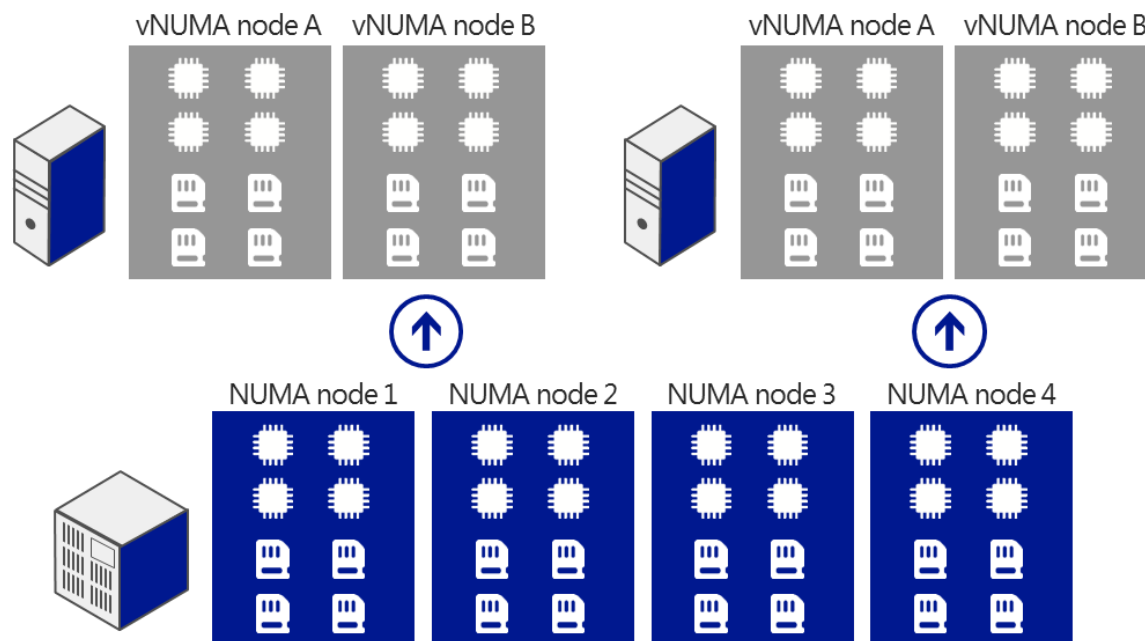 vNUMA node A
vNUMA node B
vNUMA node A
vNUMA node B
NUMA node 1
NUMA node 2
NUMA node 3
NUMA node 4